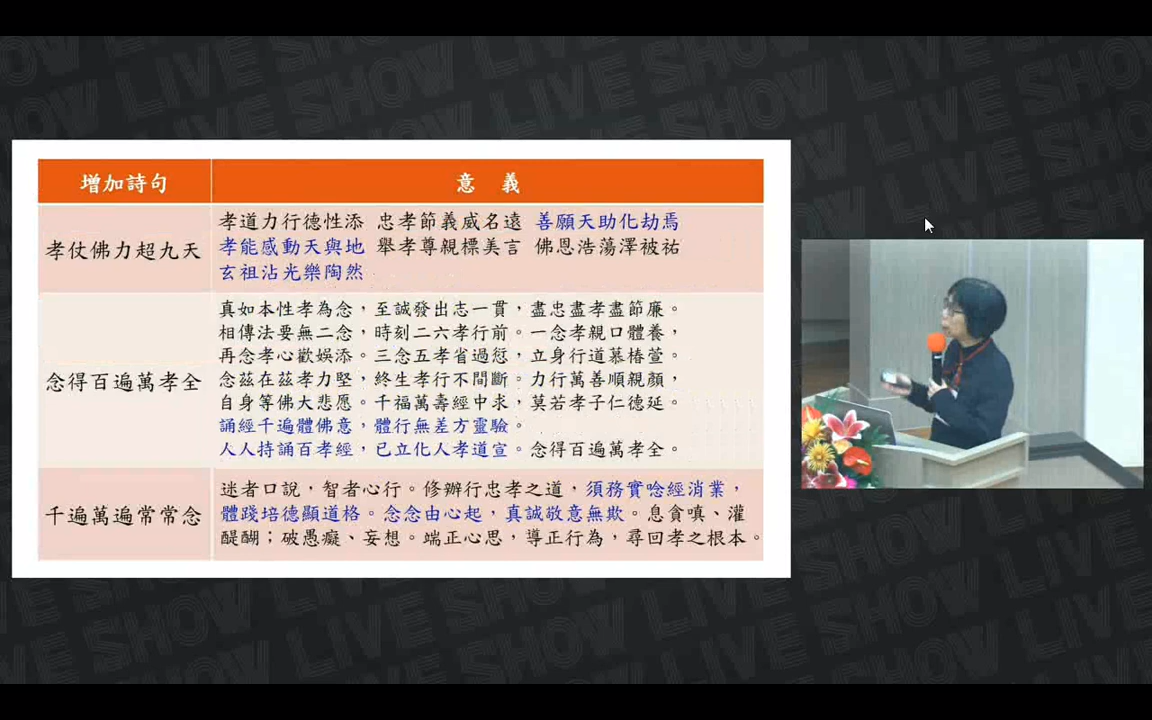 增加詩句
意 義
孝仗佛力超九天
孝道力行德性添 忠孝節義威名遠 善願天助化劫焉
孝能感動天與地 舉孝尊親標美言 佛恩浩蕩澤被祐
玄祖沾光樂陶然
念得百遍萬孝全
真如本性孝為念，至誠發出志一貫，盡忠盡孝盡節廉。
相傳法要無二念，時刻二六孝行前。一念孝親口體養，
再念孝心歡娛添。三念五孝省過愆，立身行道慕椿萱。
念茲在茲孝力堅，終生孝行不間斷。力行萬善順親顏，
自身等佛大悲愿。千福萬壽經中求，莫若孝子仁德延。
誦經千遍體佛意，體行無差方靈驗。
人人持誦百孝經，已立化人孝道宣。念得百遍萬孝全。
千遍萬遍常常念
迷者口說，智者心行。修辦行忠孝之道，須務實唸經消業，
體踐培德顯道格。念念由心起，真誠敬意無欺。息貪嗔、灌
醍醐；破愚癡、妄想。端正心思，導正行為，尋回孝之根本。
LIVE SHOW LIVE SHOW